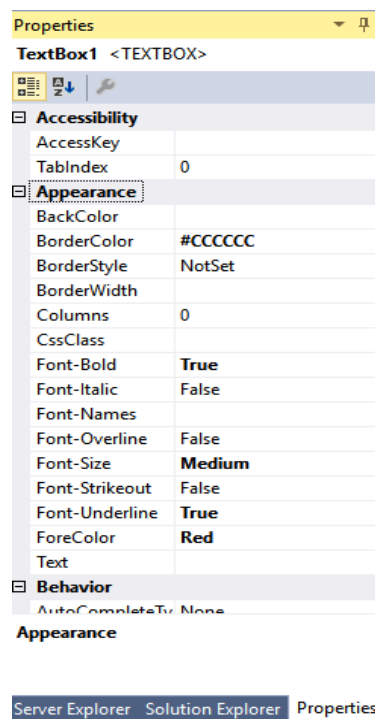 Properties
TextBox1 <TEXTBOX>
Accessibility
AccessKey
TabIndex 0
Appearance
BackColor
BorderColor #CCCCCC
BorderStyle NotSet
BorderWidth
Columns 0
CssClass
Font-Bold True
Font-Italic False
Font-Names
Font-Overline False
Font-Size Medium
Font-Strikeout False
Font-Underline True
ForeColor Red
Text
Behavior
AutoCompleteTy None
Appearance
Server Explorer Solution Explorer Properties